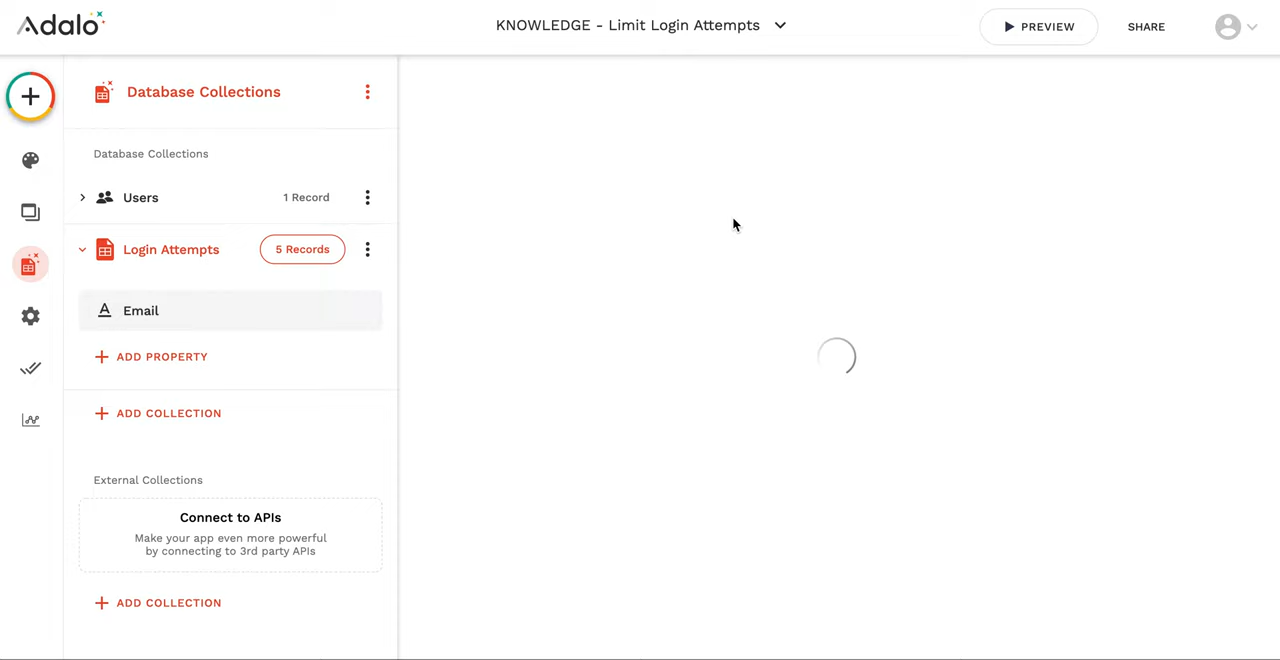 Adalo
KNOWLEDGE - Limit Login Attempts
PREVIEW
SHARE
Database Collections
Database Collections
Users
1 Record
Login Attempts
5 Records
Email
ADD PROPERTY
ADD COLLECTION
External Collections
Connect to APIs
Make your app even more powerful
by connecting to 3rd party APIs
ADD COLLECTION